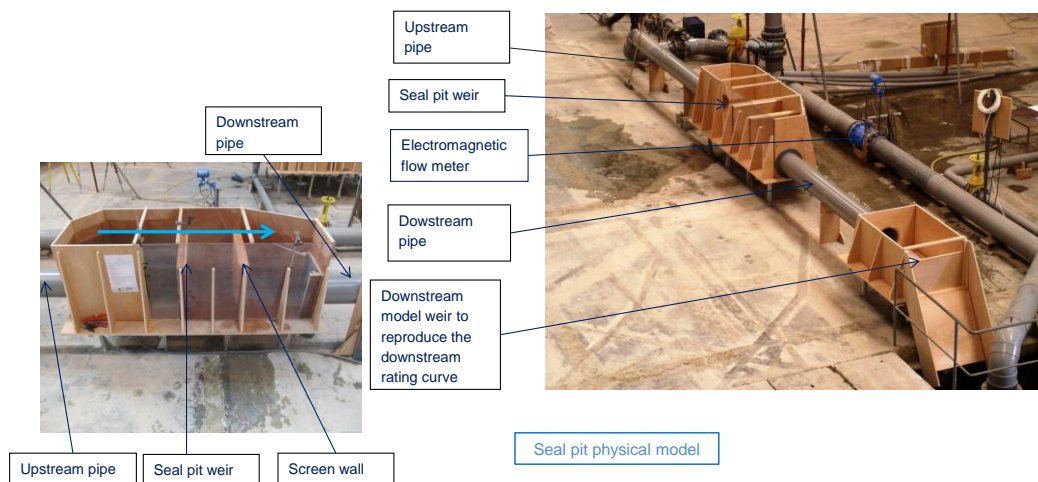 Upstream
pipe
Seal pit weir
Electromagnetic
flow meter
Dowstream
pipe
Downstream
model weir to
reproduce the
downstream
rating curve
Downstream
pipe
Upstream pipe
Seal pit weir
Screen wall
Seal pit physical model